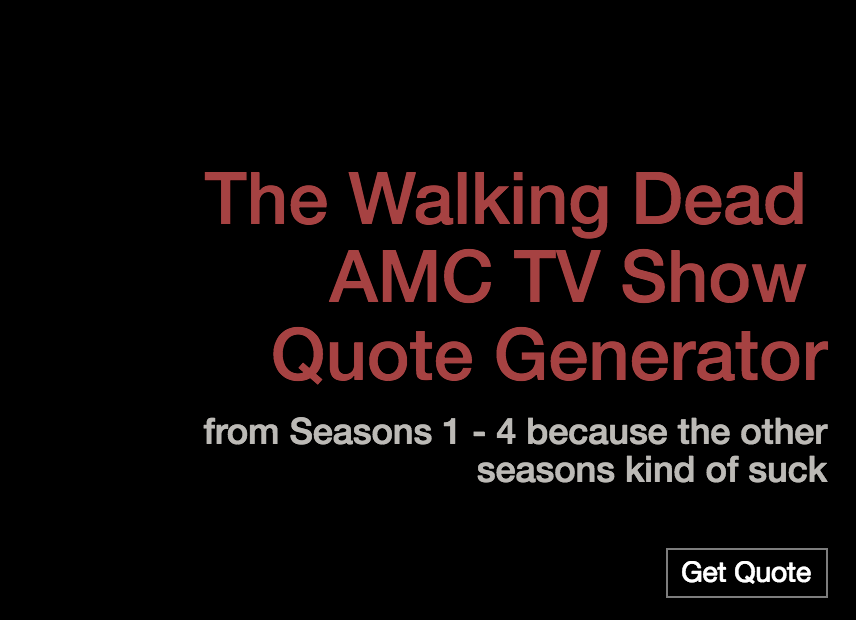 The Walking Dead
AMC TV Show
Quote Generator
from Seasons 1 - 4 because the other
seasons kind of suck
Get Quote